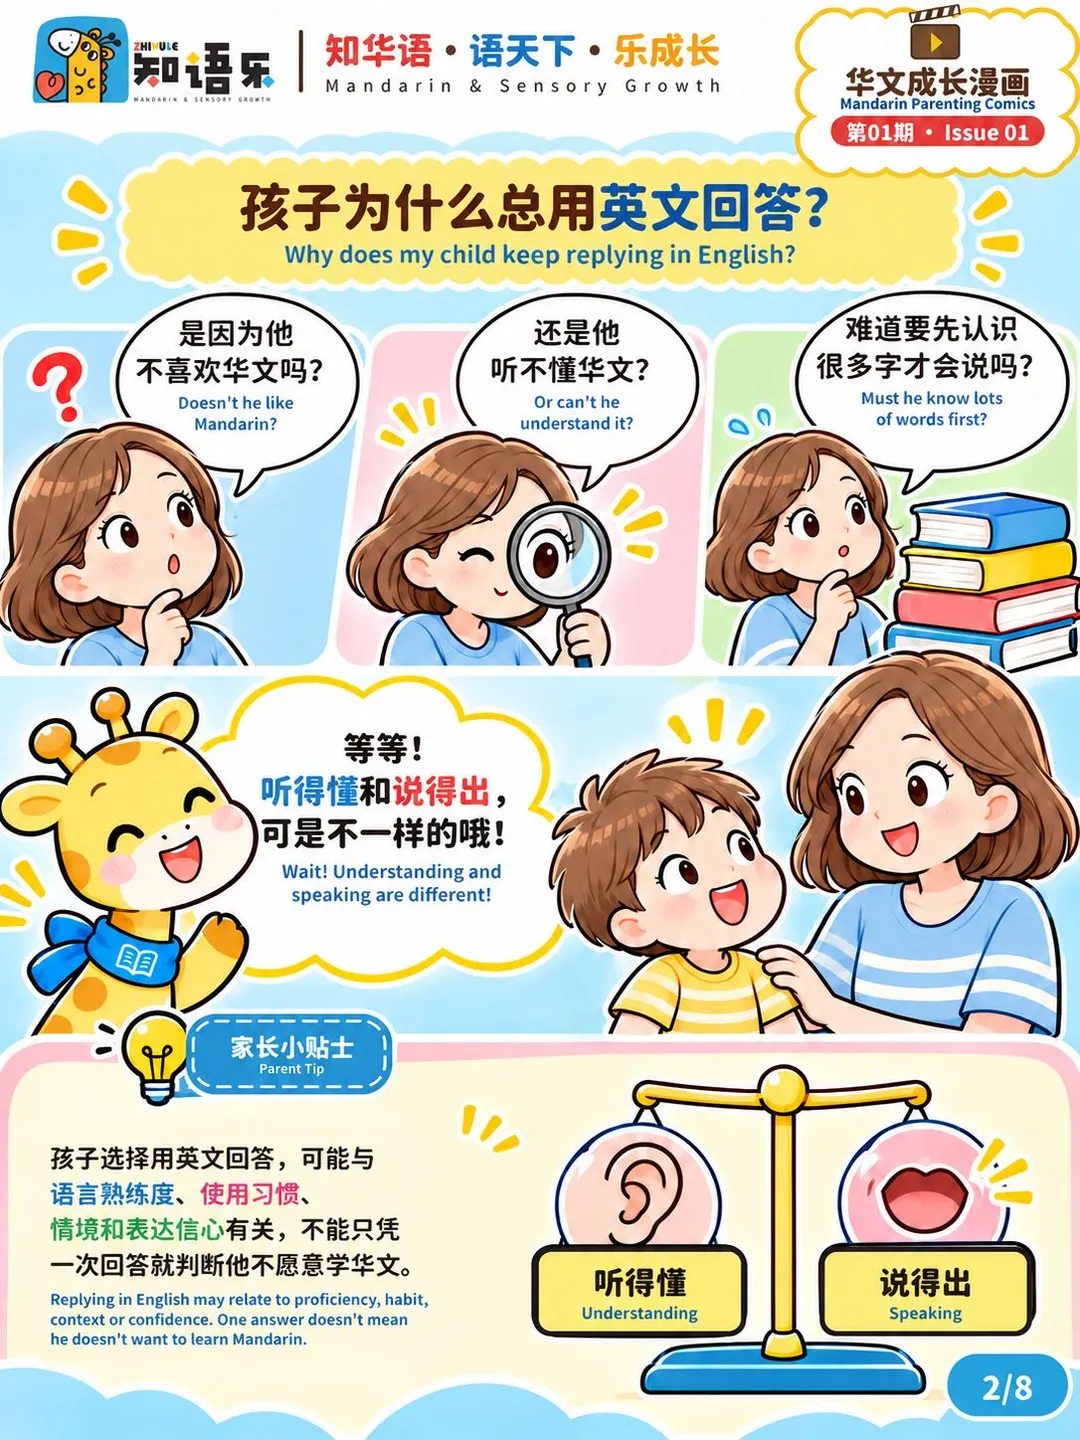 ZHIYULE
知语乐
MANDARIN & SENSORY GROWTH
知华语・语天下・乐成长
Mandarin & Sensory Growth
华文成长漫画
Mandarin Parenting Comics
第01期・Issue 01
孩子为什么总用英文回答？
Why does my child keep replying in English?
是因为他
不喜欢华文吗？
Doesn't he like
Mandarin?
还是他
听不懂华文？
Or can't he
understand it?
难道要先认识
很多字才会说吗？
Must he know lots
of words first?
等等！
听得懂和说得出，
可是不一样的哦！
Wait! Understanding and
speaking are different!
家长小贴士
Parent Tip
孩子选择用英文回答，可能与
语言熟练度、使用习惯、
情境和表达信心有关，不能只凭
一次回答就判断他不愿意学华文。
Replying in English may relate to proficiency, habit,
context or confidence. One answer doesn't mean
he doesn't want to learn Mandarin.
听得懂
Understanding
说得出
Speaking
2/8